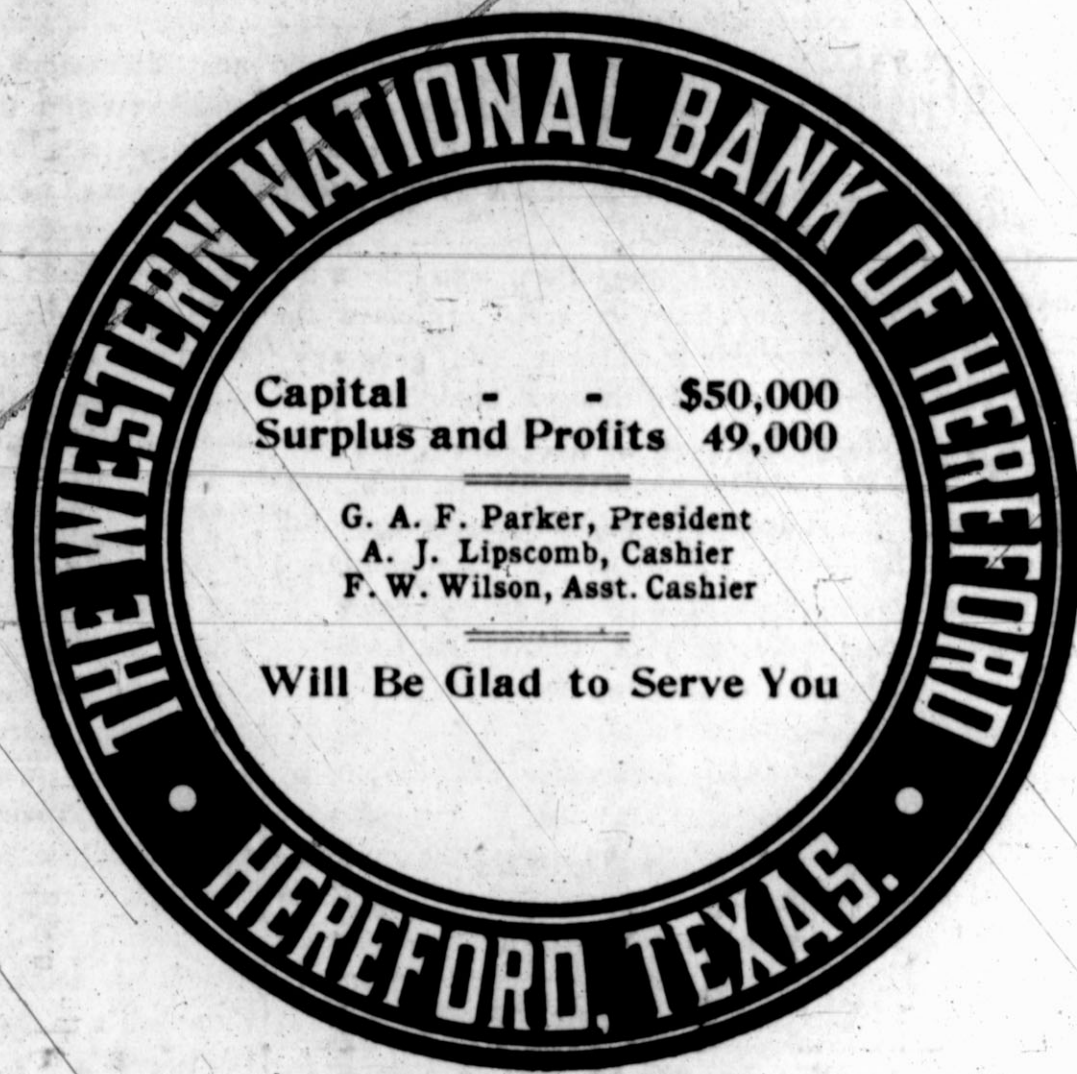 THE WESTERN NATIONAL BANK OF HEREFORD
Capital - - $50,000
Surplus and Profits 49,000
G. A. F. Parker, President
A. J. Lipscomb, Cashier
F. W. Wilson, Asst. Cashier
Will Be Glad to Serve You
HEREFORD, TEXAS.